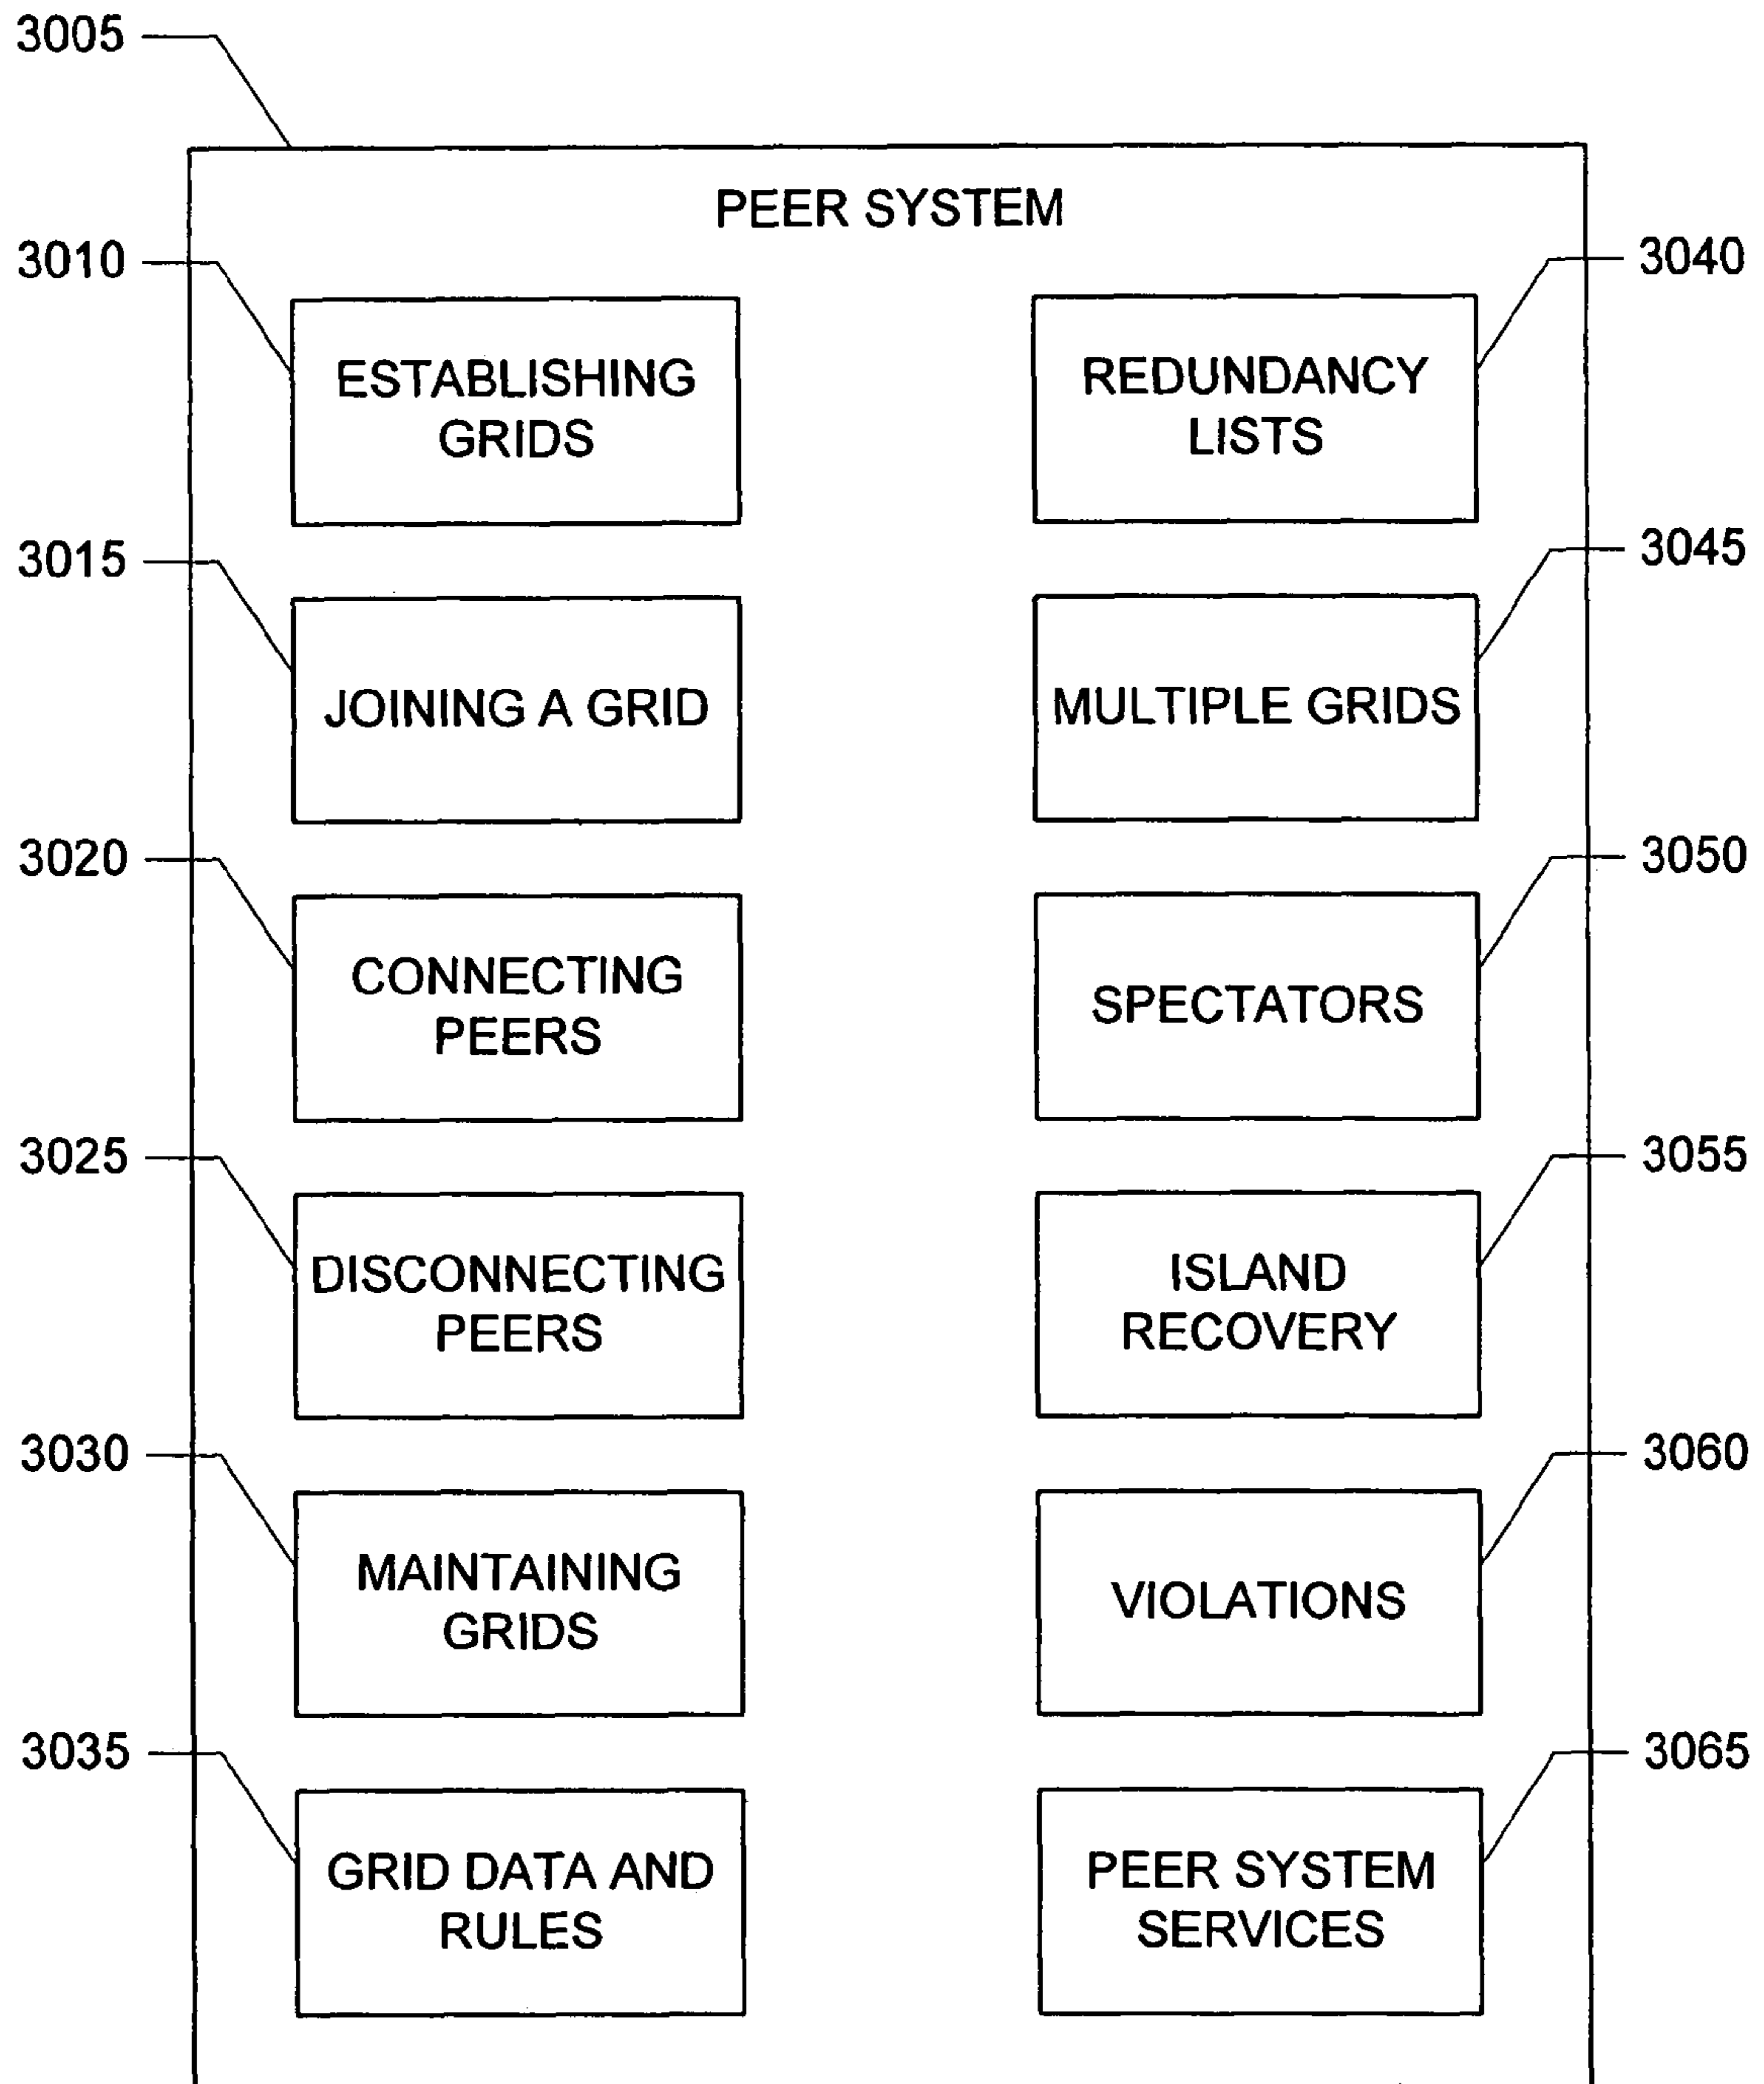 3005
PEER SYSTEM
3010
ESTABLISHING
GRIDS
3015
JOINING A GRID
3020
CONNECTING
PEERS
3025
DISCONNECTING
PEERS
3030
MAINTAINING
GRIDS
3035
GRID DATA AND
RULES
3040
REDUNDANCY
LISTS
3045
MULTIPLE GRIDS
3050
SPECTATORS
3055
ISLAND
RECOVERY
3060
VIOLATIONS
3065
PEER SYSTEM
SERVICES